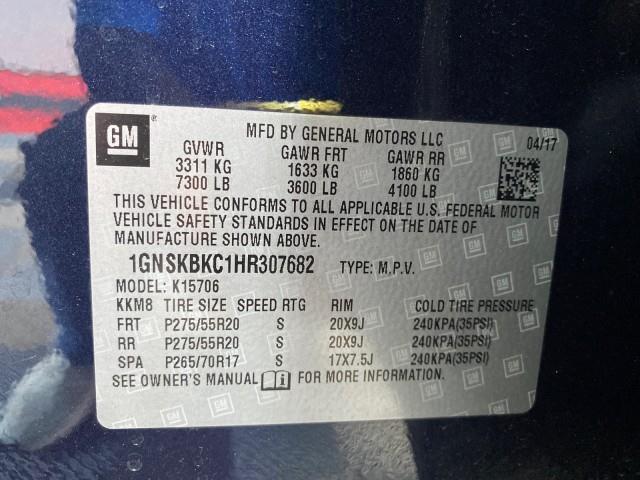 GM ® MFD BY GENERAL MOTORS LLC 04/17
GVWR GAWR FRT GAWR RR
3311 KG 1633 KG 1860 KG
7300 LB 3600 LB 4100 LB
THIS VEHICLE CONFORMS TO ALL APPLICABLE U.S. FEDERAL MOTOR
VEHICLE SAFETY STANDARDS IN EFFECT ON THE DATE OF
MANUFACTURE SHOWN ABOVE.
1GNSKBKC1HR307682 TYPE: M.P.V.
MODEL: K15706
KKM8 TIRE SIZE SPEED RTG RIM COLD TIRE PRESSURE
FRT P275/55R20 S 20X9J 240KPA(35PSI)
RR P275/55R20 S 20X9J 240KPA(35PSI)
SPA P265/70R17 S 17X7.5J 240KPA(35PSI)
SEE OWNER'S MANUAL i FOR MORE INFORMATION.